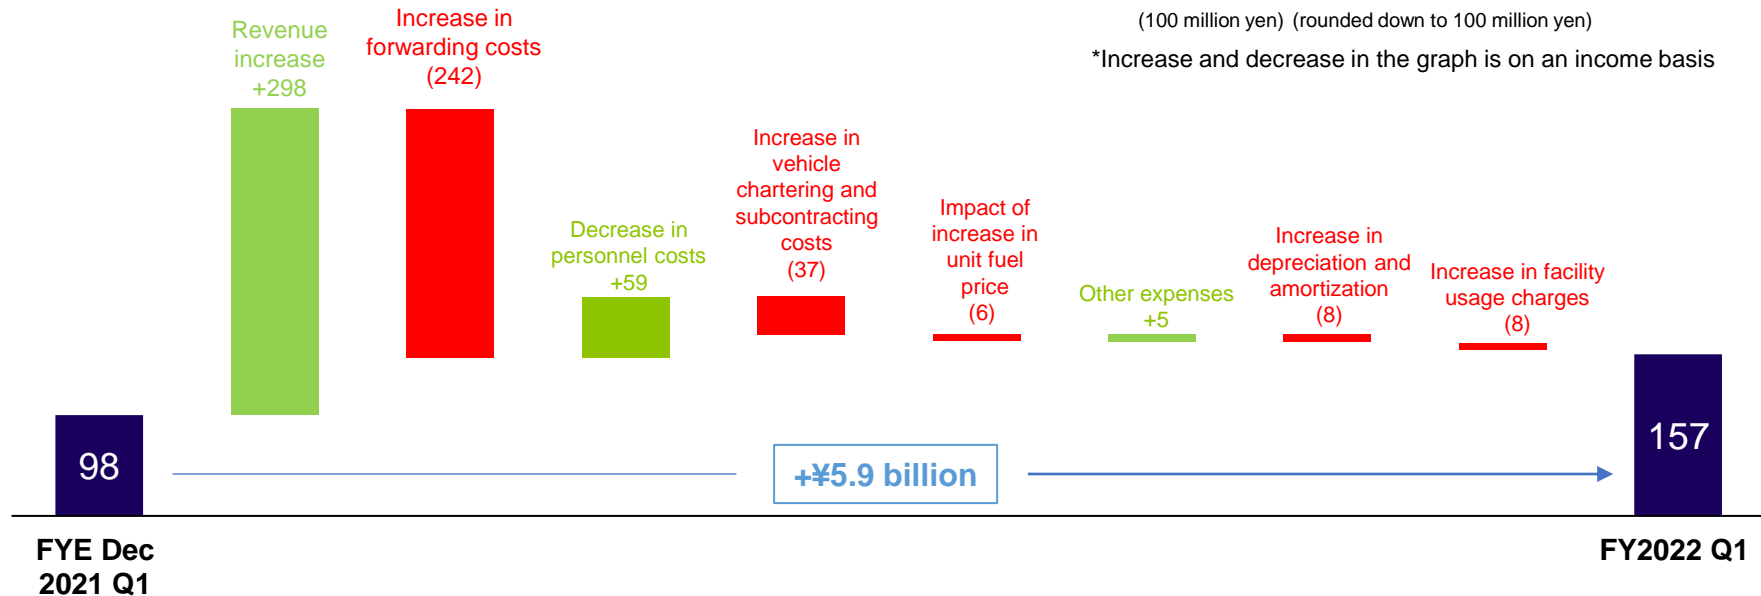 (100 million yen) (rounded down to 100 million yen)
*Increase and decrease in the graph is on an income basis
Revenue
increase
+298
Increase in
forwarding costs
(242)
Decrease in
personnel costs
+59
Increase in
vehicle
chartering and
subcontracting
costs
(37)
Impact of
increase in
unit fuel
price
(6)
Other expenses
+5
Increase in
depreciation and
amortization
(8)
Increase in facility
usage charges
(8)
98
+¥5.9 billion
157
FYE Dec
2021 Q1
FY2022 Q1